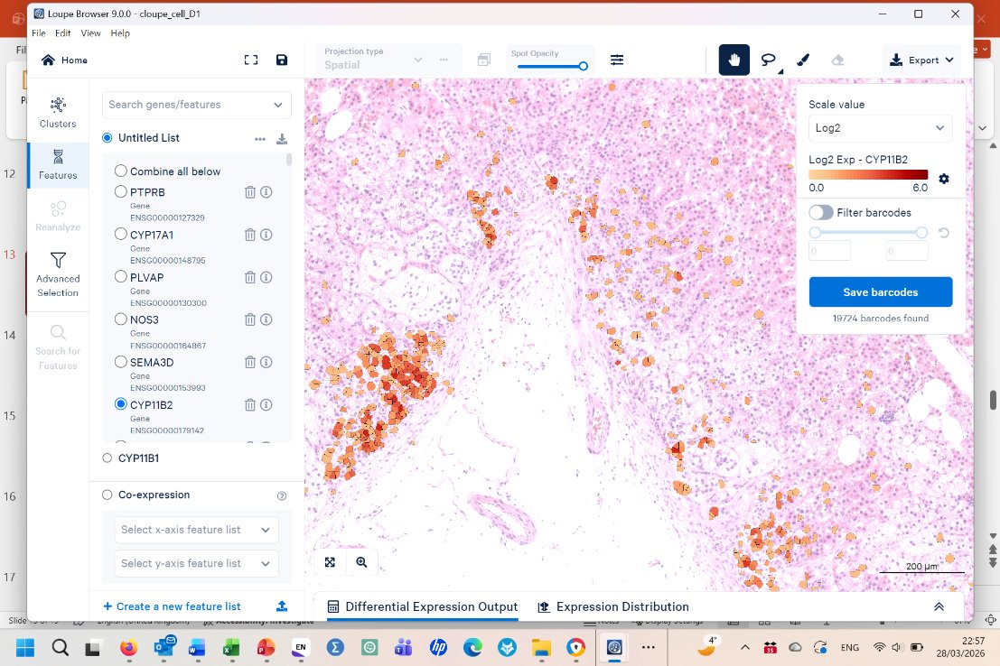 Loupe Browser 9.0.0 - cloupe_cell_D1
File Edit View Help
Home
Projection type
Spatial
Spot Opacity
Export
Clusters
Features
Reanalyze
Advanced
Selection
Search for
Features
Search genes/features
Untitled List
Combine all below
PTPRB
Gene
ENSG00000127329
CYP17A1
Gene
ENSG00000148795
PLVAP
Gene
ENSG00000130300
NOS3
Gene
ENSG00000164867
SEMA3D
Gene
ENSG00000153993
CYP11B2
Gene
ENSG00000179142
CYP11B1
Co-expression
Select x-axis feature list
Select y-axis feature list
+ Create a new feature list
Scale value
Log2
Log2 Exp - CYP11B2
0.0 6.0
Filter barcodes
0 6
Save barcodes
19724 barcodes found
200 µm
Differential Expression Output
Expression Distribution
12
13
14
15
16
17
EN
4°
ENG
22:57
28/03/2026